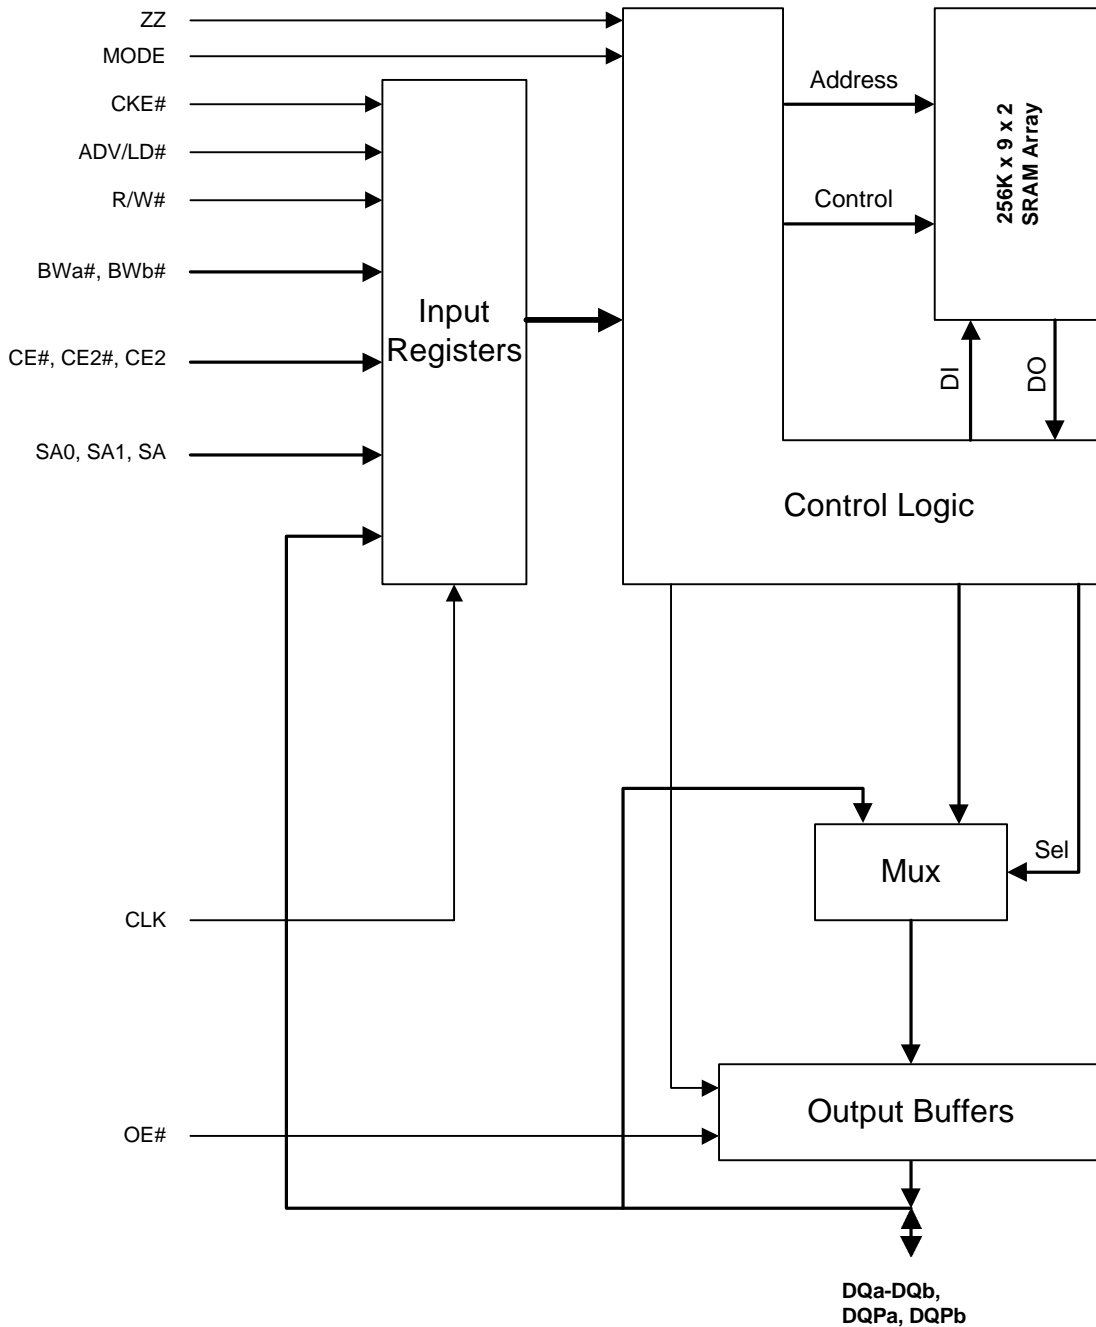 ZZ
MODE
CKE#
ADV/LD#
R/W#
BWa#, BWb#
CE#, CE2#, CE2
SA0, SA1, SA
Input
Registers
Address
Control
256K x 9 x 2
SRAM Array
DI
DO
Control Logic
Mux
Sel
CLK
Output Buffers
OE#
DQa-DQb,
DQPa, DQPb